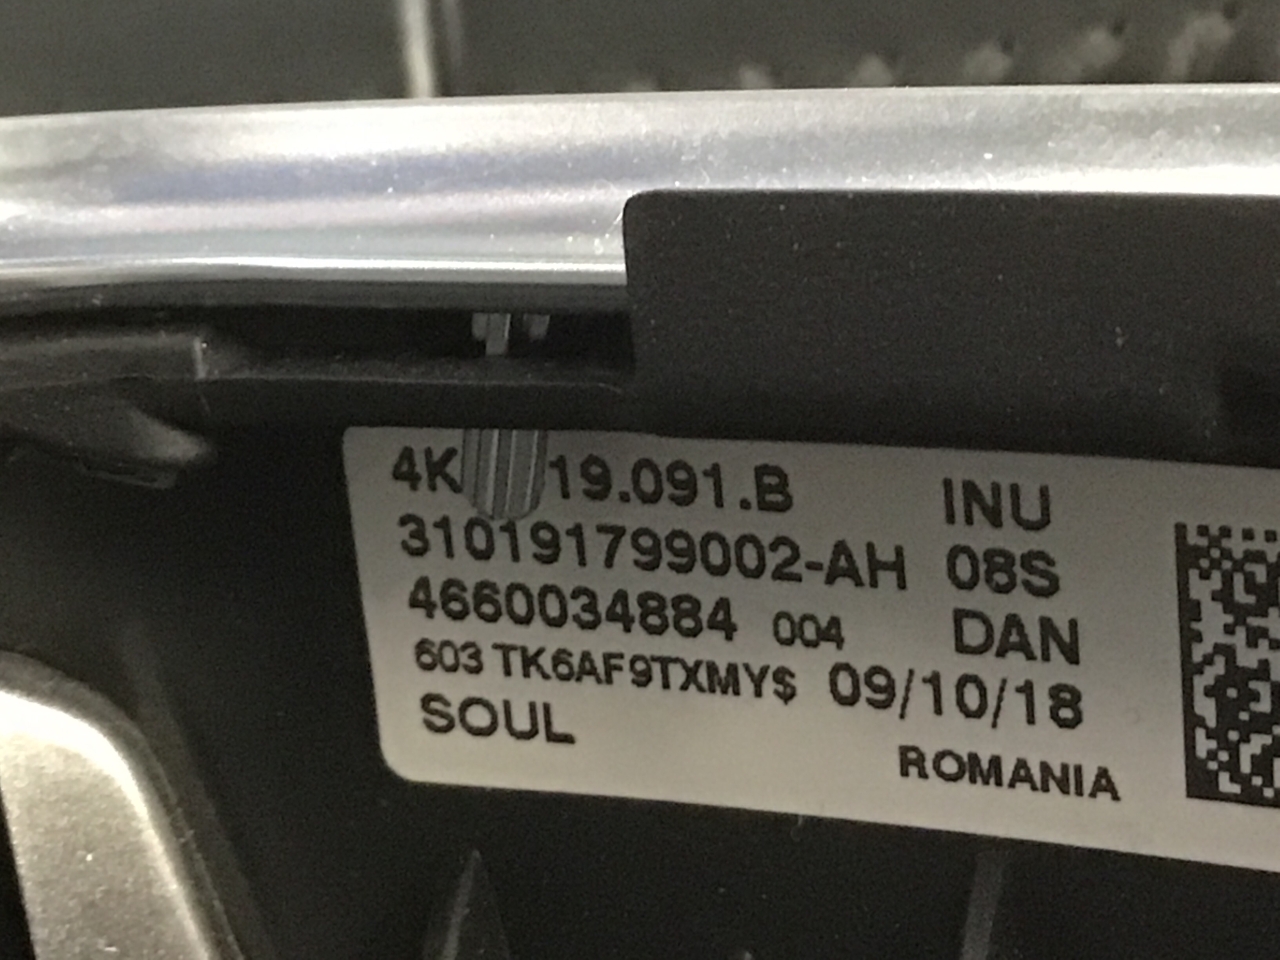 4K 19.091.B INU
310191799002-AH 08S
4660034884 004 DAN
603 TK6AF9TXMY$ 09/10/18
SOUL
ROMANIA